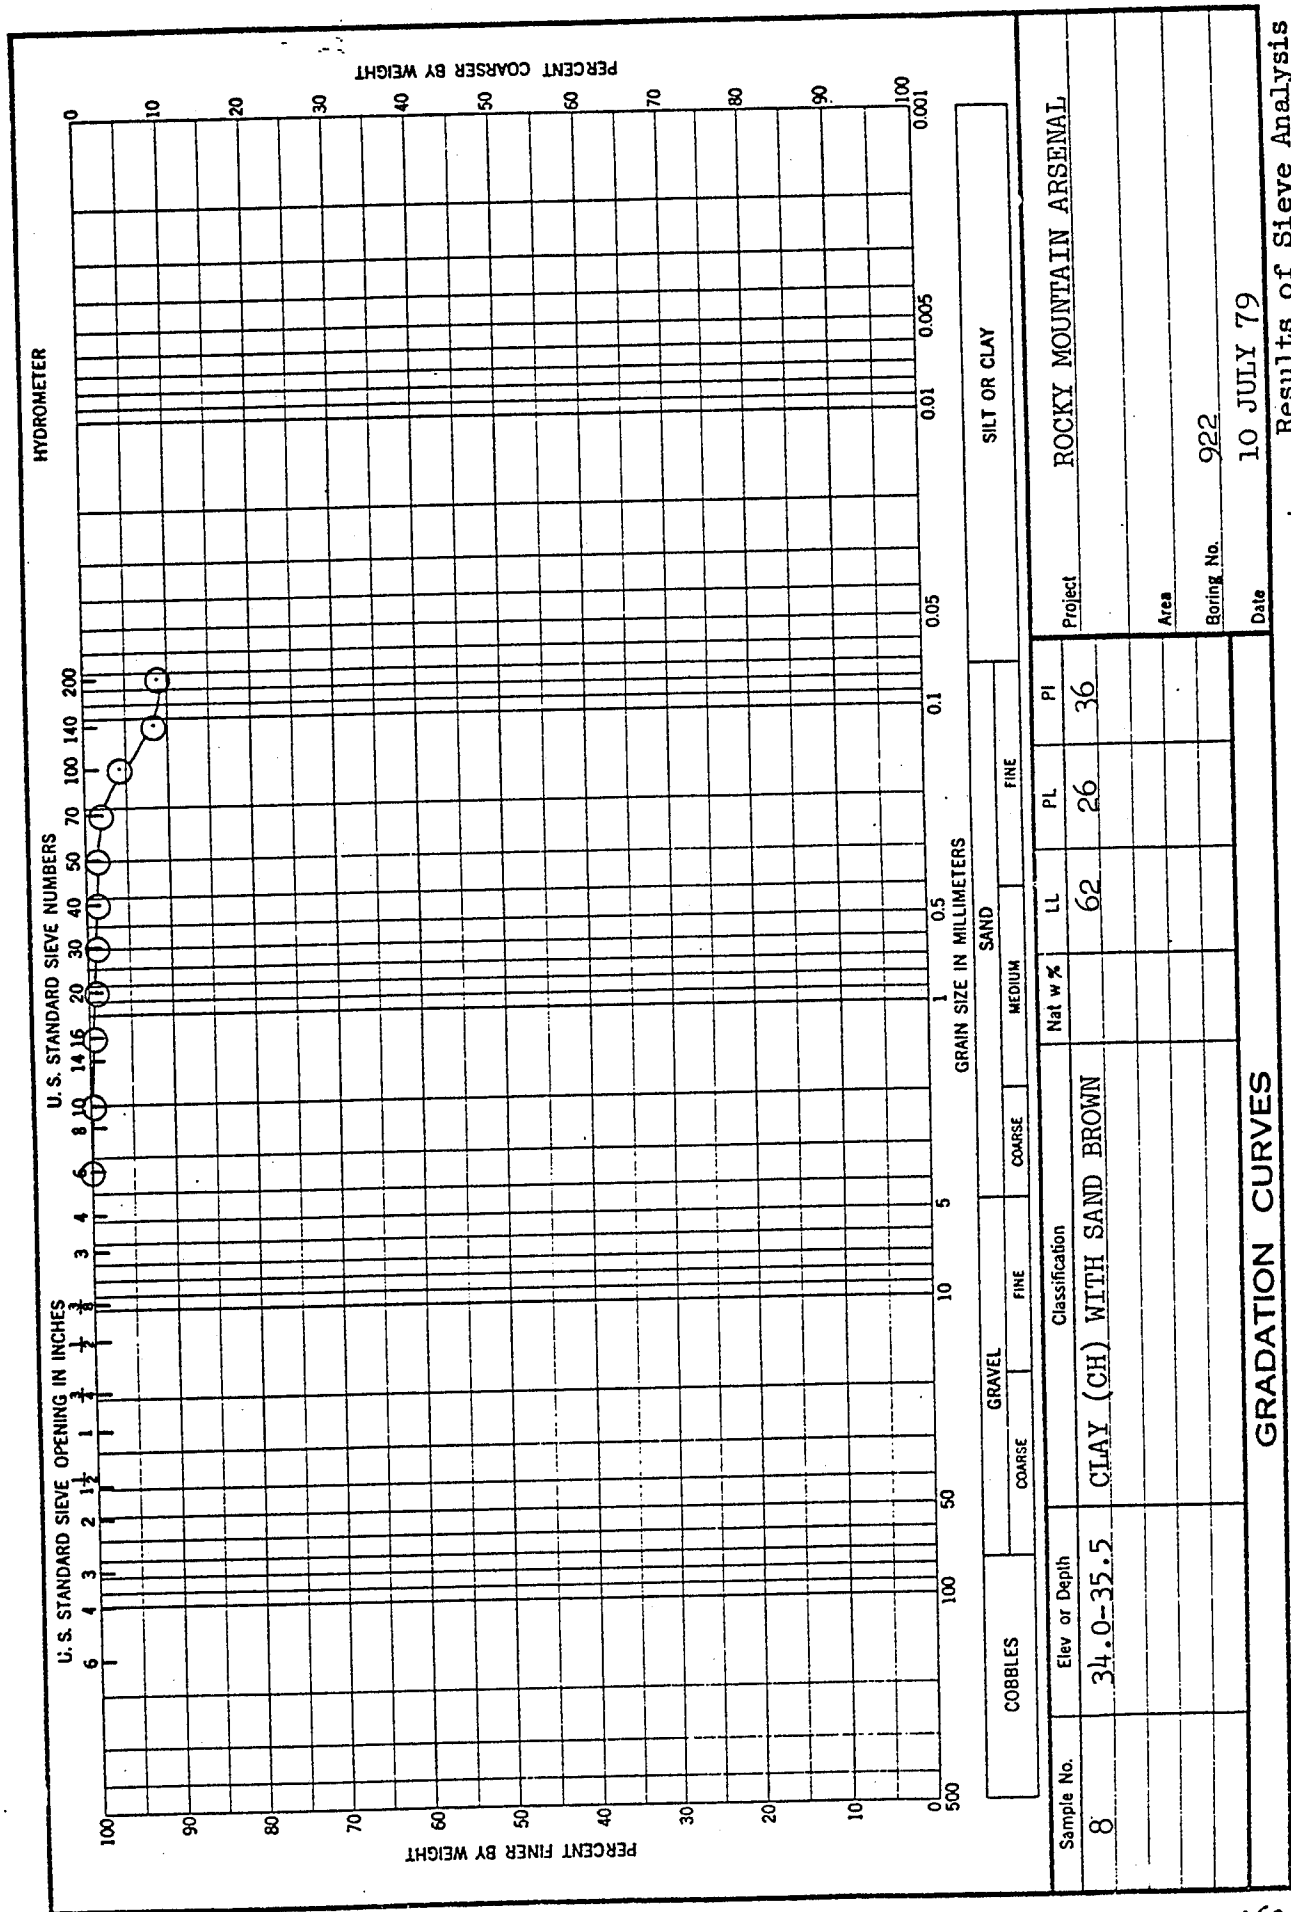 U. S. STANDARD SIEVE OPENING IN INCHES
U. S. STANDARD SIEVE NUMBERS
HYDROMETER
6 4 3 2 1½ 1 ¾ ½ ⅜ 3 4 6 8 10 14 16 20 30 40 50 70 100 140 200
PERCENT FINER BY WEIGHT
100
90
80
70
60
50
40
30
20
10
0
PERCENT COARSER BY WEIGHT
0
10
20
30
40
50
60
70
80
90
100
500 100 50 10 5 1 0.5 0.1 0.05 0.01 0.005 0.001
GRAIN SIZE IN MILLIMETERS
COBBLES GRAVEL SAND SILT OR CLAY
COARSE FINE COARSE MEDIUM FINE
Sample No. Elev or Depth Classification Nat w % LL PL PI
8 34.0-35.5 CLAY (CH) WITH SAND BROWN 62 26 36
Project ROCKY MOUNTAIN ARSENAL
Area
Boring No. 922
Date 10 JULY 79
GRADATION CURVES
Results of Sieve Analysis